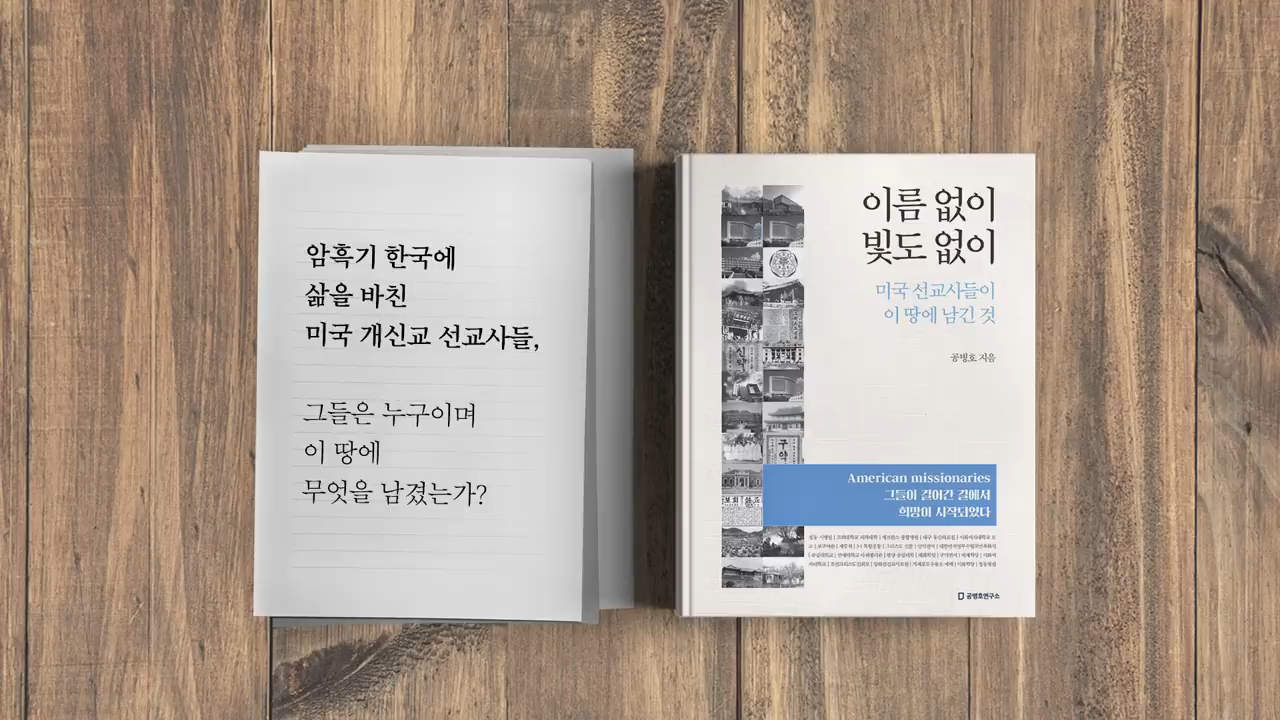 암흑기 한국에
삶을 바친
미국 개신교 선교사들,
그들은 누구이며
이 땅에
무엇을 남겼는가?
이름 없이
빛도 없이
미국 선교사들이
이 땅에 남긴 것
공병호 지음
신약
구약
American missionaries
그들이 걸어간 길에서
희망이 시작되었다
공병호연구소